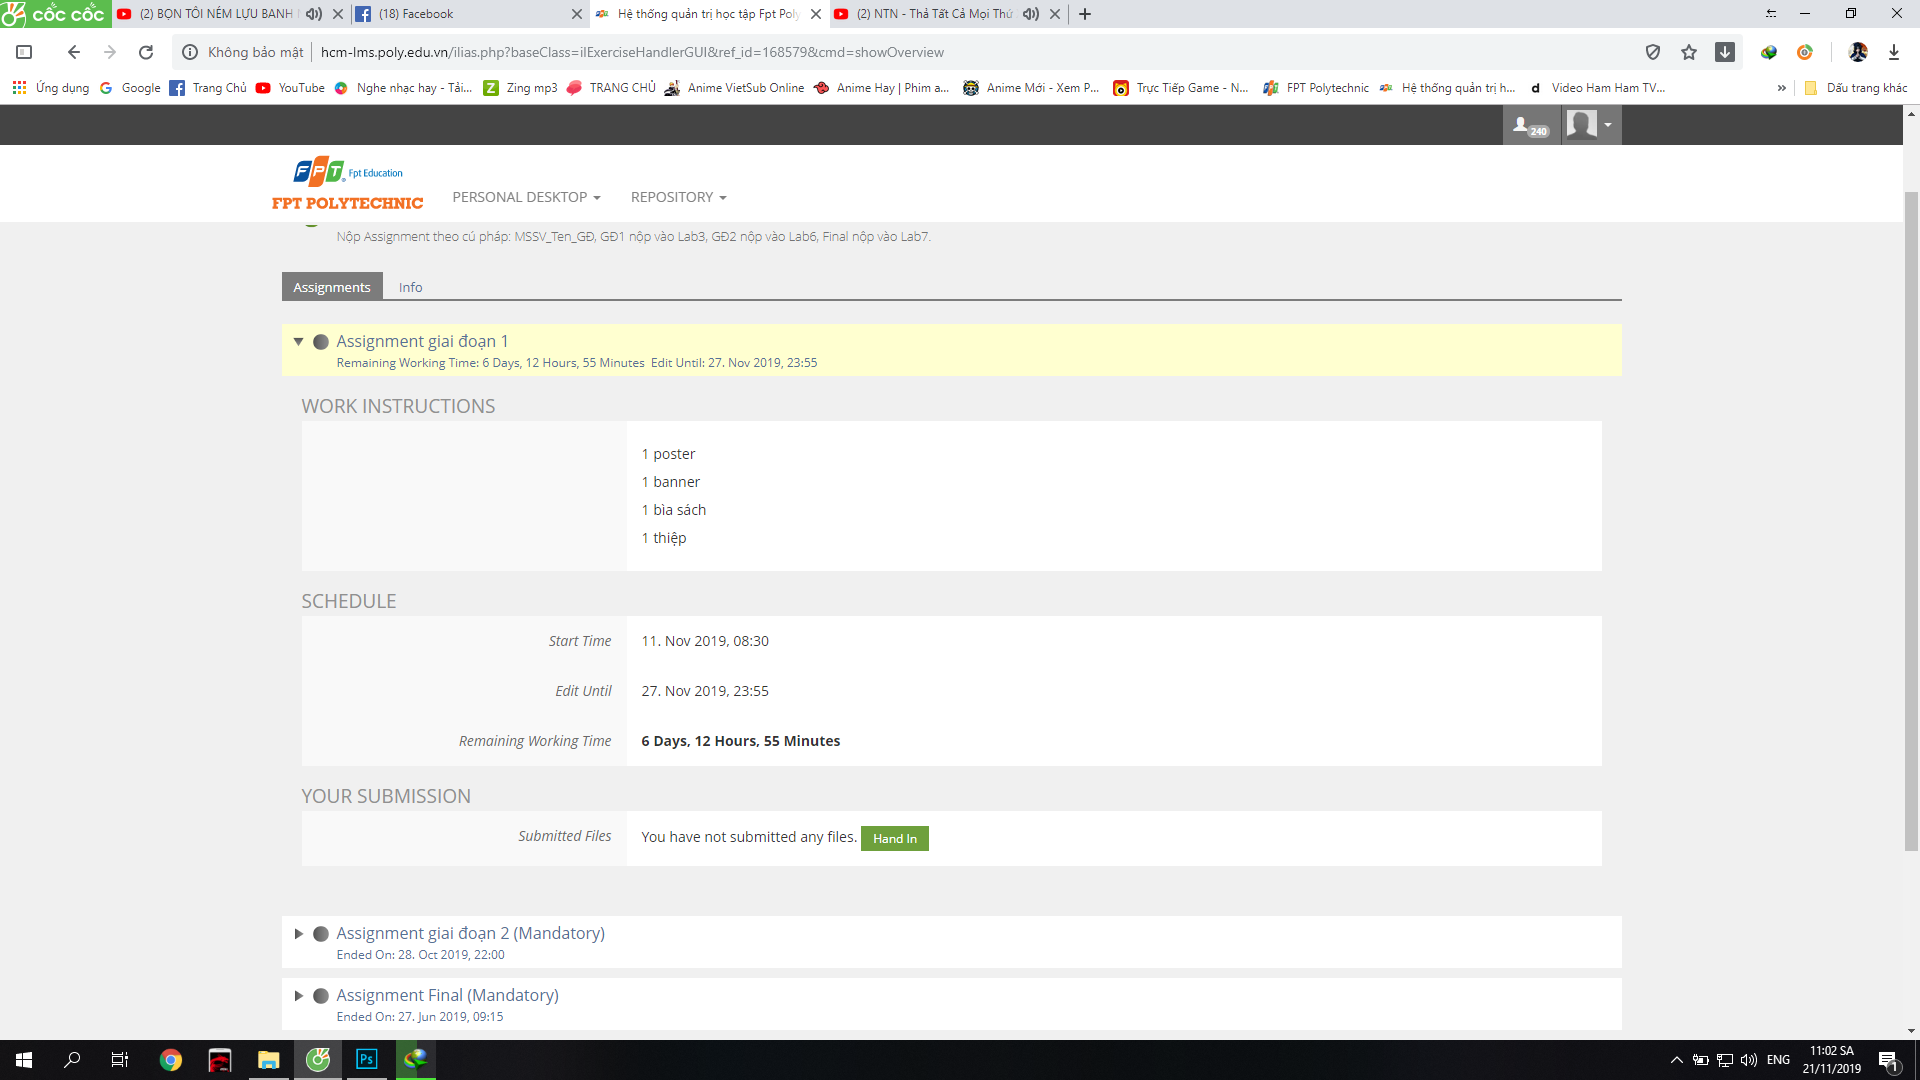 cốc cốc
(2) BỌN TÔI NÉM LỰU BANH
(18) Facebook
Hệ thống quản trị học tập Fpt Poly
(2) NTN - Thả Tất Cả Mọi Thứ
Không bảo mật
hcm-lms.poly.edu.vn/ilias.php?baseClass=ilExerciseHandlerGUI&ref_id=168579&cmd=showOverview
Ứng dụng
Google
Trang Chủ
YouTube
Nghe nhạc hay - Tải...
Zing mp3
TRANG CHỦ
Anime VietSub Online
Anime Hay | Phim a...
Anime Mới - Xem P...
Trực Tiếp Game - N...
FPT Polytechnic
Hệ thống quản trị h...
d Video Ham Ham TV...
»
Dấu trang khác
240
FPT. Fpt Education
FPT POLYTECHNIC
PERSONAL DESKTOP
REPOSITORY
Nộp Assignment theo cú pháp: MSSV_Ten_GĐ, GĐ1 nộp vào Lab3, GĐ2 nộp vào Lab6, Final nộp vào Lab7.
Assignments
Info
Assignment giai đoạn 1
Remaining Working Time: 6 Days, 12 Hours, 55 Minutes Edit Until: 27. Nov 2019, 23:55
WORK INSTRUCTIONS
1 poster
1 banner
1 bìa sách
1 thiệp
SCHEDULE
Start Time
11. Nov 2019, 08:30
Edit Until
27. Nov 2019, 23:55
Remaining Working Time
6 Days, 12 Hours, 55 Minutes
YOUR SUBMISSION
Submitted Files
You have not submitted any files.
Hand In
Assignment giai đoạn 2 (Mandatory)
Ended On: 28. Oct 2019, 22:00
Assignment Final (Mandatory)
Ended On: 27. Jun 2019, 09:15
Ps
ENG
11:02 SA
21/11/2019
1